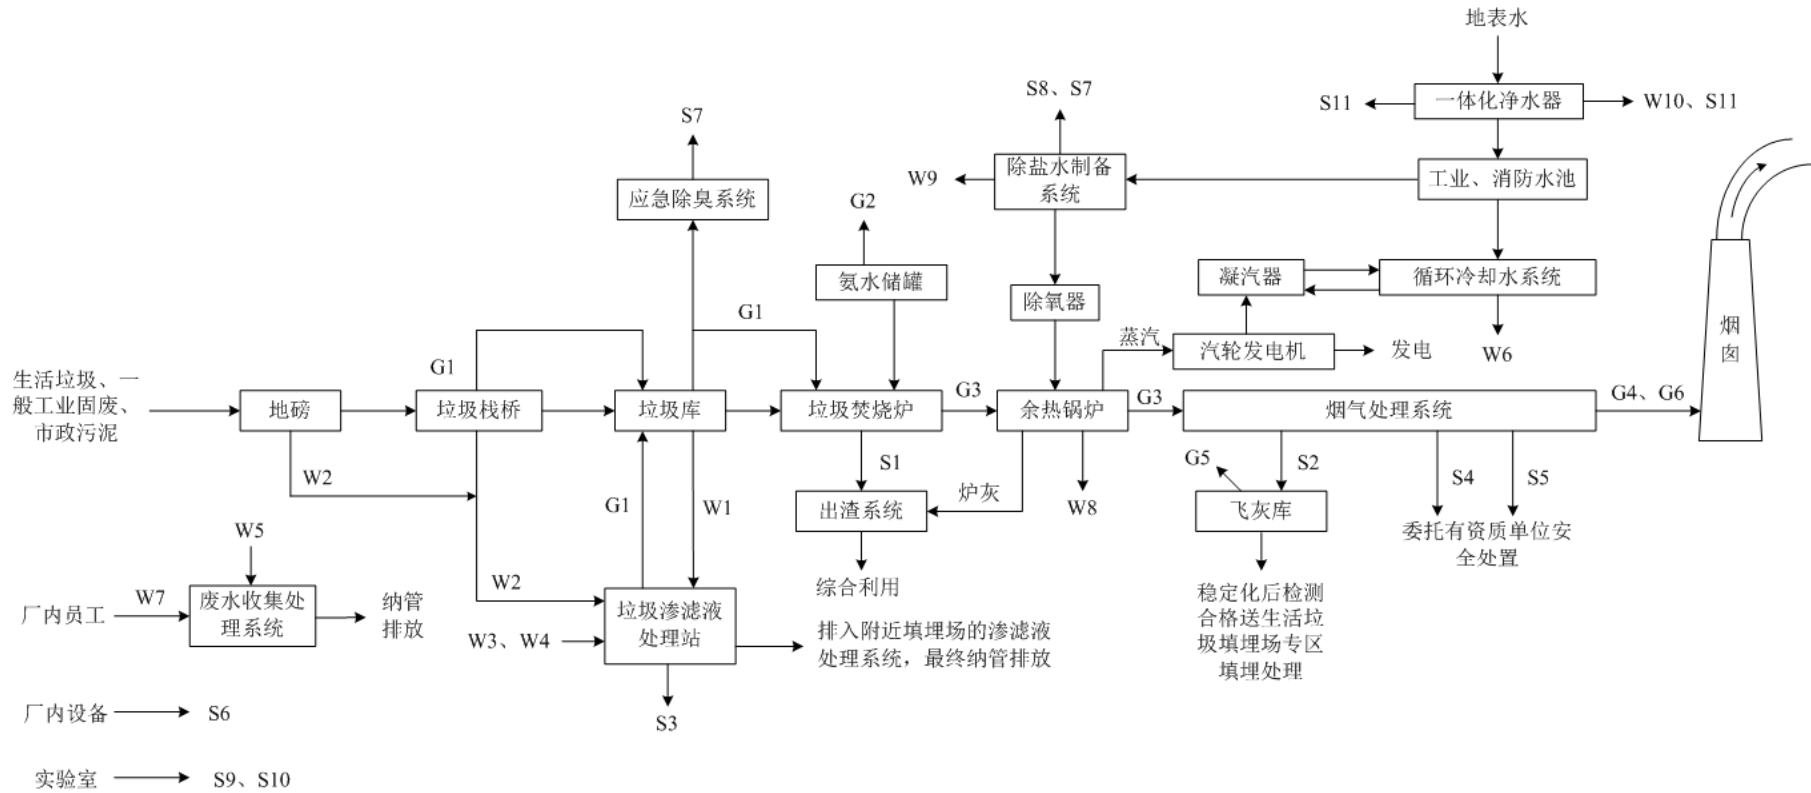 地表水
S8、S7
S11
一体化净水器
W10、S11
S7
W9
除盐水制备
系统
工业、消防水池
应急除臭系统
G2
氨水储罐
凝汽器
循环冷却水系统
除氧器
G1
蒸汽
汽轮发电机
发电
W6
烟
囱
生活垃圾、一
般工业固废、
市政污泥
G1
地磅
垃圾栈桥
垃圾库
垃圾焚烧炉
G3
余热锅炉
G3
烟气处理系统
G4、G6
W2
G1
W1
S1
炉灰
W8
G5
S2
S4
S5
出渣系统
飞灰库
委托有资质单位安
全处置
W5
综合利用
W2
厂内员工
W7
废水收集处
理系统
纳管
排放
垃圾渗滤液
处理站
W3、W4
排入附近填埋场的渗滤液
处理系统，最终纳管排放
稳定化后检测
合格送生活垃
圾填埋场专区
填埋处理
S3
厂内设备
S6
实验室
S9、S10